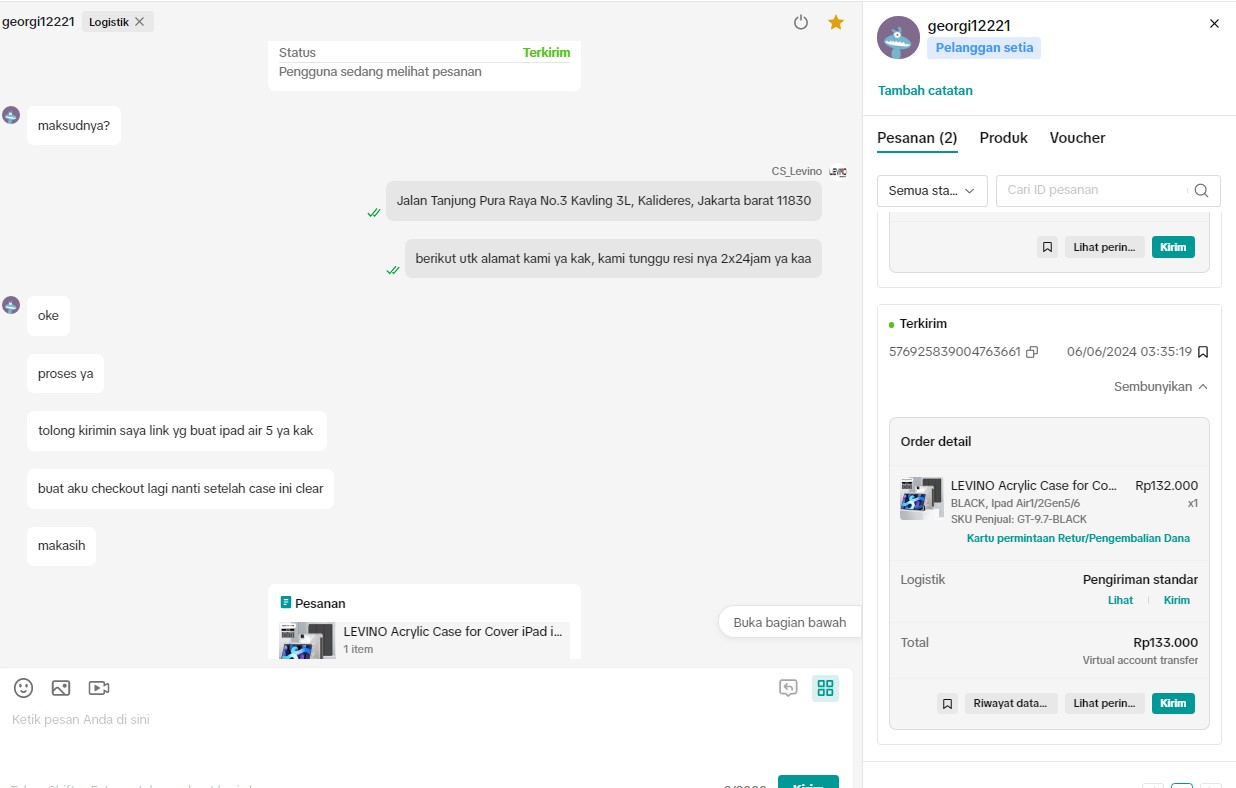 georgi12221
Logistik
Status
Terkirim
Pengguna sedang melihat pesanan
maksudnya?
CS_Levino
LEVINO
Jalan Tanjung Pura Raya No.3 Kavling 3L, Kalideres, Jakarta barat 11830
berikut utk alamat kami ya kak, kami tunggu resi nya 2x24jam ya kaa
oke
proses ya
tolong kirimin saya link yg buat ipad air 5 ya kak
buat aku checkout lagi nanti setelah case ini clear
makasih
Pesanan
LEVINO Acrylic Case for Cover iPad i...
1 item
Buka bagian bawah
Ketik pesan Anda di sini
Kirim
georgi12221
Pelanggan setia
Tambah catatan
Pesanan (2)
Produk
Voucher
Semua sta...
Cari ID pesanan
Lihat perin...
Kirim
Terkirim
576925839004763661
06/06/2024 03:35:19
Sembunyikan
Order detail
LEVINO Acrylic Case for Co...
Rp132.000
BLACK, Ipad Air1/2Gen5/6
x1
SKU Penjual: GT-9.7-BLACK
Kartu permintaan Retur/Pengembalian Dana
Logistik
Pengiriman standar
Lihat
Kirim
Total
Rp133.000
Virtual account transfer
Riwayat data...
Lihat perin...
Kirim